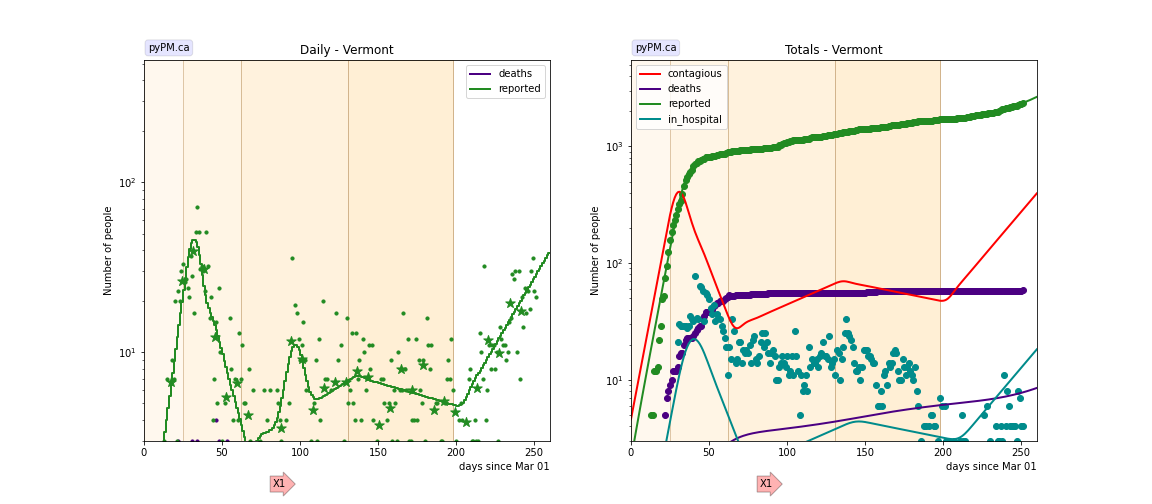 pyPM.ca
Daily - Vermont
deaths
reported
Number of people
10²
10¹
0
50
100
150
200
250
days since Mar 01
X1
pyPM.ca
Totals - Vermont
contagious
deaths
reported
in_hospital
Number of people
10³
10²
10¹
0
50
100
150
200
250
days since Mar 01
X1